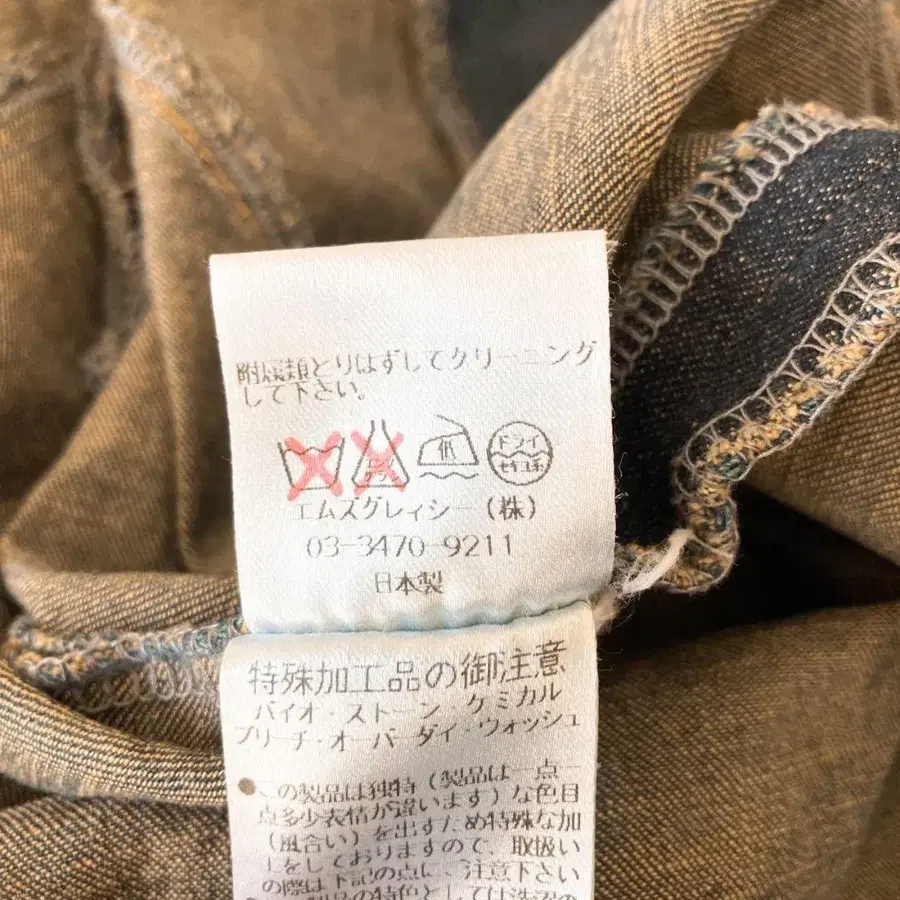 附属類とりはずしてクリーニング
して下さい。
エンソ サラシ 低 ドライ
セキユ系
エムズグレィシー(株)
03-3470-9211
日本製
特殊加工品の御注意
バイオ・ストーン・ケミカル
ブリーチ・オーバーダイ・ウォッシュ
●この製品は独特(製品は一点一
点多少表情が違います)な色目
(風合い)を出すため特殊な加
工をしておりますので、取扱い
の際は下記の点に、注意下さい